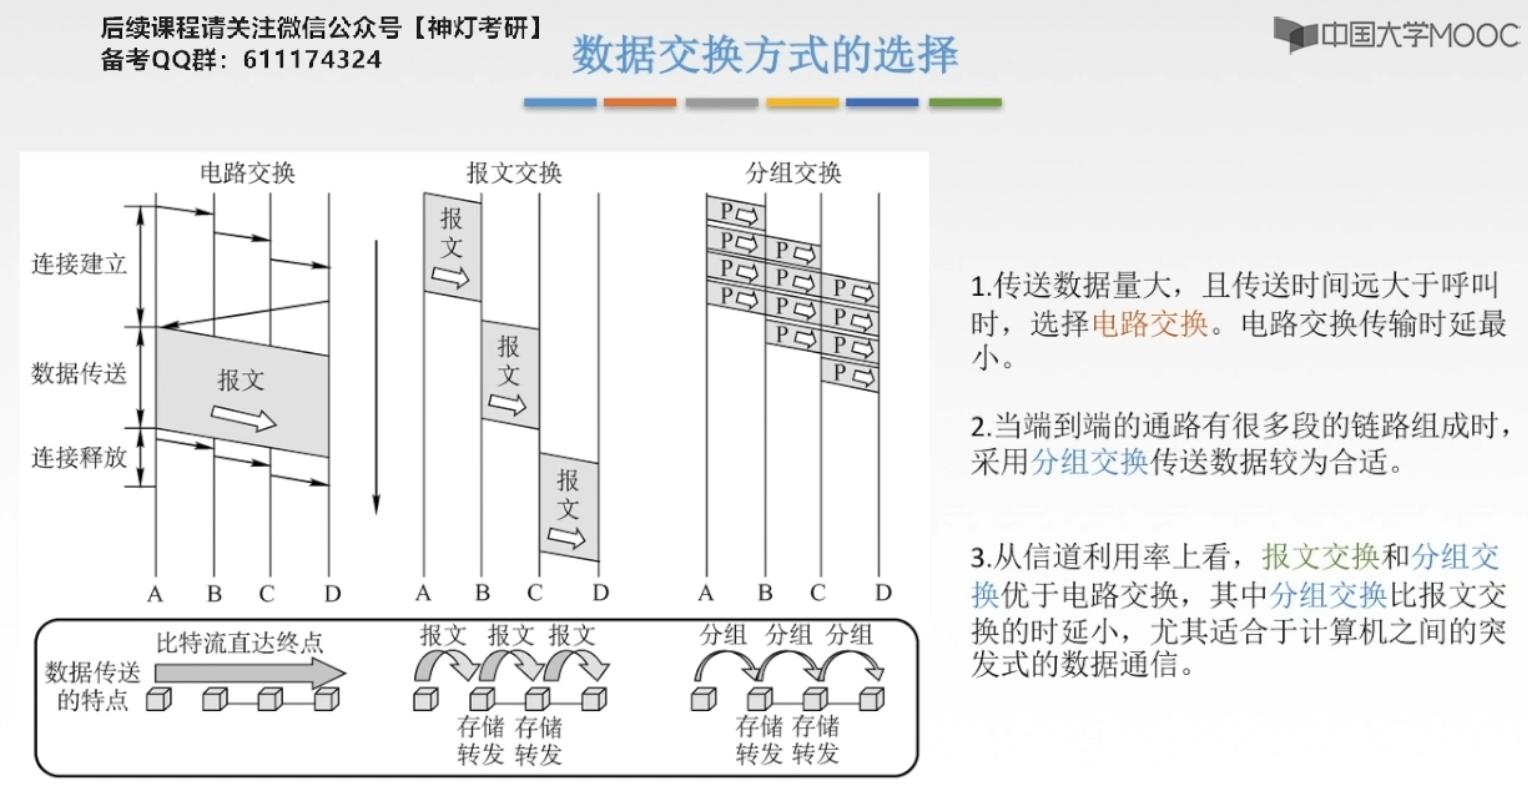 后续课程请关注微信公众号【神灯考研】
备考QQ群：611174324
数据交换方式的选择
中国大学MOOC
电路交换
报文交换
分组交换
连接建立
数据传送
连接释放
报文
报
文
报
文
报
文
P
P P
P P P
P P P
P P
P
A B C D
A B C D
A B C D
数据传送
的特点
比特流直达终点
报文 报文 报文
存储 存储
转发 转发
分组 分组 分组
存储 存储
转发 转发
1.传送数据量大，且传送时间远大于呼叫
时，选择电路交换。电路交换传输时延最
小。
2.当端到端的通路有很多段的链路组成时，
采用分组交换传送数据较为合适。
3.从信道利用率上看，报文交换和分组交
换优于电路交换，其中分组交换比报文交
换的时延小，尤其适合于计算机之间的突
发式的数据通信。